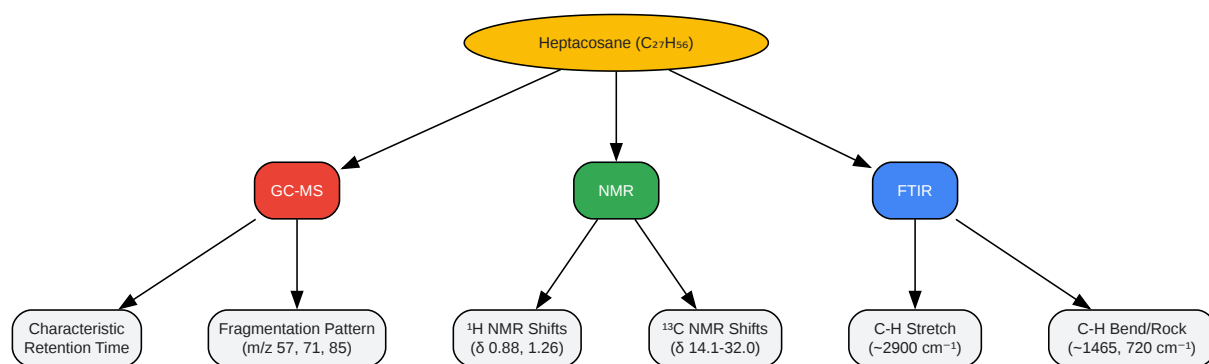 Heptacosane (C₂₇H₅₆)
GC-MS
NMR
FTIR
Characteristic
Retention Time
Fragmentation Pattern
(m/z 57, 71, 85)
¹H NMR Shifts
(δ 0.88, 1.26)
¹³C NMR Shifts
(δ 14.1-32.0)
C-H Stretch
(~2900 cm⁻¹)
C-H Bend/Rock
(~1465, 720 cm⁻¹)